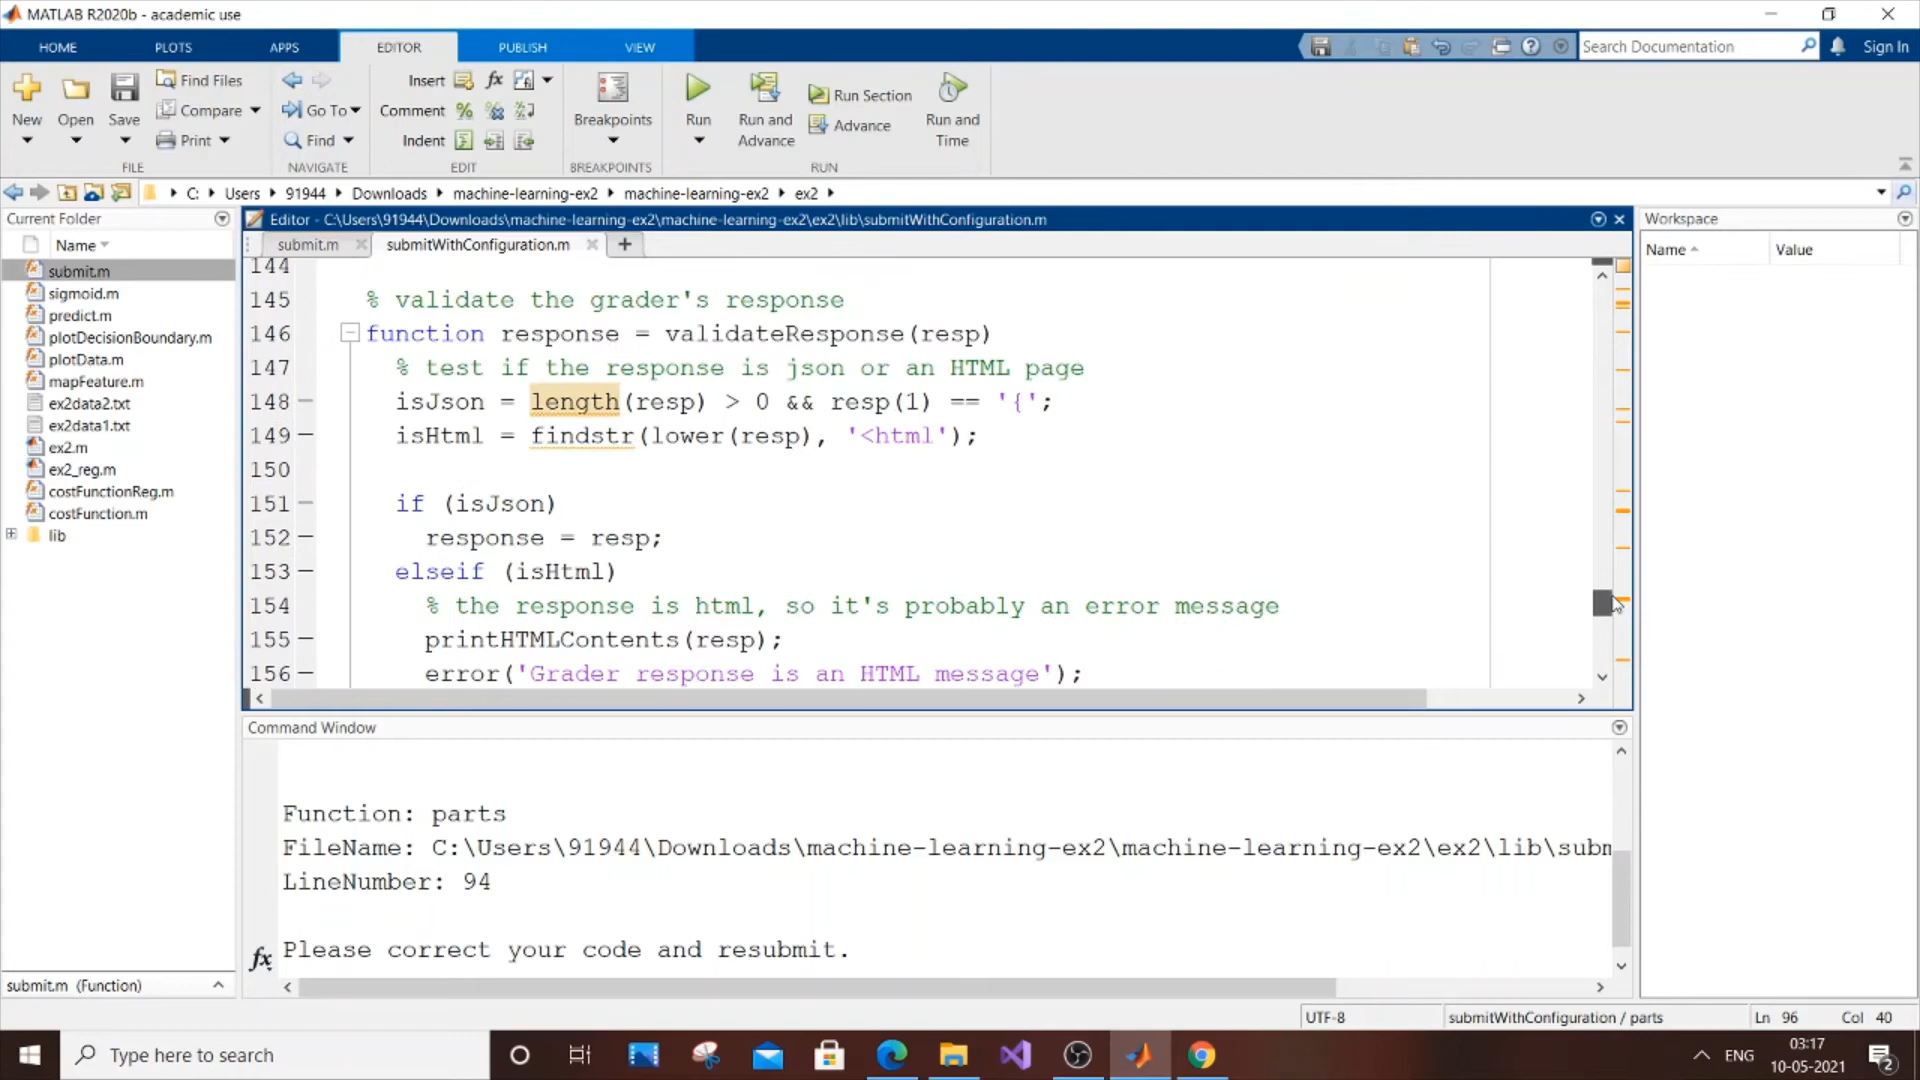 MATLAB R2020b - academic use
HOME PLOTS APPS EDITOR PUBLISH VIEW
Search Documentation
Sign In
New Open Save
Find Files
Compare
Print
FILE
Go To
Find
NAVIGATE
Insert
Comment
Indent
EDIT
Breakpoints
BREAKPOINTS
Run
Run and Advance
Run Section
Advance
Run and Time
RUN
C: Users 91944 Downloads machine-learning-ex2 machine-learning-ex2 ex2
Current Folder
Name
submit.m
sigmoid.m
predict.m
plotDecisionBoundary.m
plotData.m
mapFeature.m
ex2data2.txt
ex2data1.txt
ex2.m
ex2_reg.m
costFunctionReg.m
costFunction.m
lib
submit.m (Function)
Editor - C:\Users\91944\Downloads\machine-learning-ex2\machine-learning-ex2\ex2\lib\submitWithConfiguration.m
submit.m submitWithConfiguration.m
144
145 % validate the grader's response
146 function response = validateResponse(resp)
147 % test if the response is json or an HTML page
148 isJson = length(resp) > 0 && resp(1) == '{';
149 isHtml = findstr(lower(resp), '<html');
150
151 if (isJson)
152 response = resp;
153 elseif (isHtml)
154 % the response is html, so it's probably an error message
155 printHTMLContents(resp);
156 error('Grader response is an HTML message');
Command Window
Function: parts
FileName: C:\Users\91944\Downloads\machine-learning-ex2\machine-learning-ex2\ex2\lib\subm
LineNumber: 94
Please correct your code and resubmit.
fx
Workspace
Name Value
UTF-8
submitWithConfiguration / parts
Ln 96 Col 40
Type here to search
ENG
03:17
10-05-2021
2